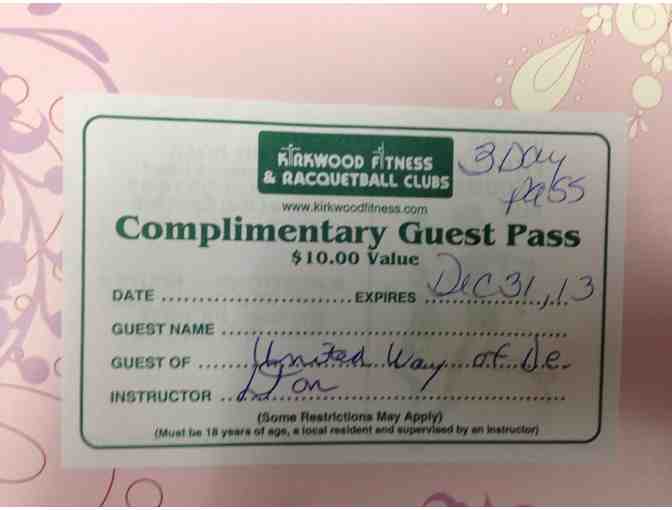 KIRKWOOD FITNESS
& RACQUETBALL CLUBS
3 Day
pass
www.kirkwoodfitness.com
Complimentary Guest Pass
$10.00 Value
DATE ........................ EXPIRES Dec 31, 13
GUEST NAME ........................
GUEST OF ...... United Way of De.
INSTRUCTOR .. Don
(Some Restrictions May Apply)
(Must be 18 years of age, a local resident and supervised by an instructor)